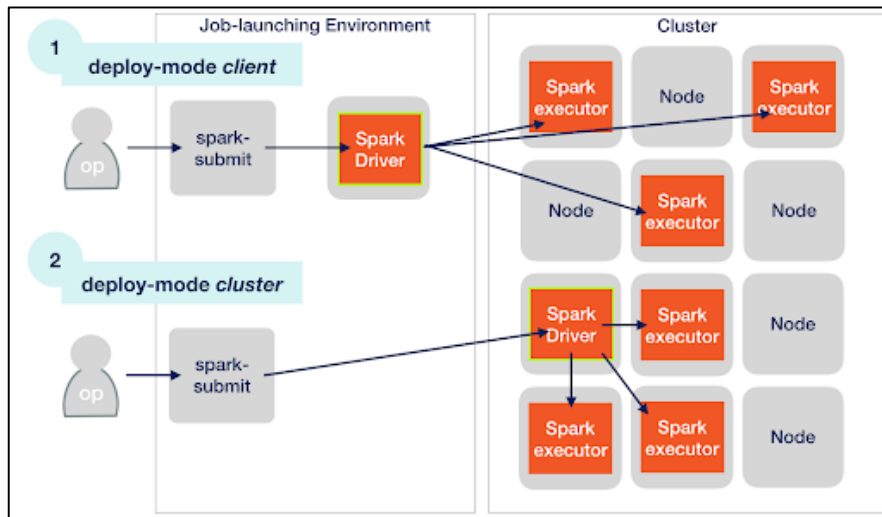 Job-launching Environment
Cluster
1
deploy-mode client
op
spark-
submit
Spark
Driver
Spark
executor
Node
Spark
executor
Node
Spark
executor
Node
2
deploy-mode cluster
op
spark-
submit
Spark
Driver
Spark
executor
Node
Spark
executor
Spark
executor
Node